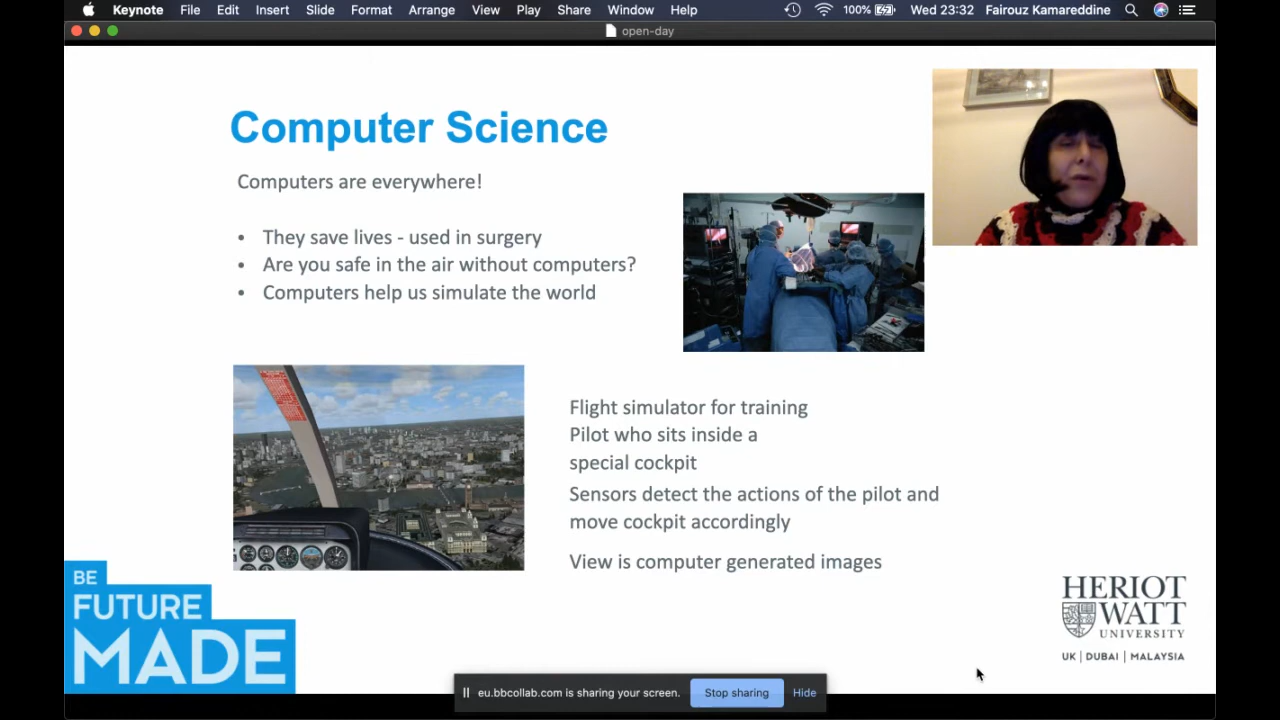 Keynote File Edit Insert Slide Format Arrange View Play Share Window Help 100% Wed 23:32 Fairouz Kamareddine
open-day
Computer Science
Computers are everywhere!
• They save lives - used in surgery
• Are you safe in the air without computers?
• Computers help us simulate the world
Flight simulator for training
Pilot who sits inside a
special cockpit
Sensors detect the actions of the pilot and
move cockpit accordingly
View is computer generated images
BE
FUTURE
MADE
HERIOT
WATT
UNIVERSITY
UK | DUBAI | MALAYSIA
eu.bbcollab.com is sharing your screen. Stop sharing Hide